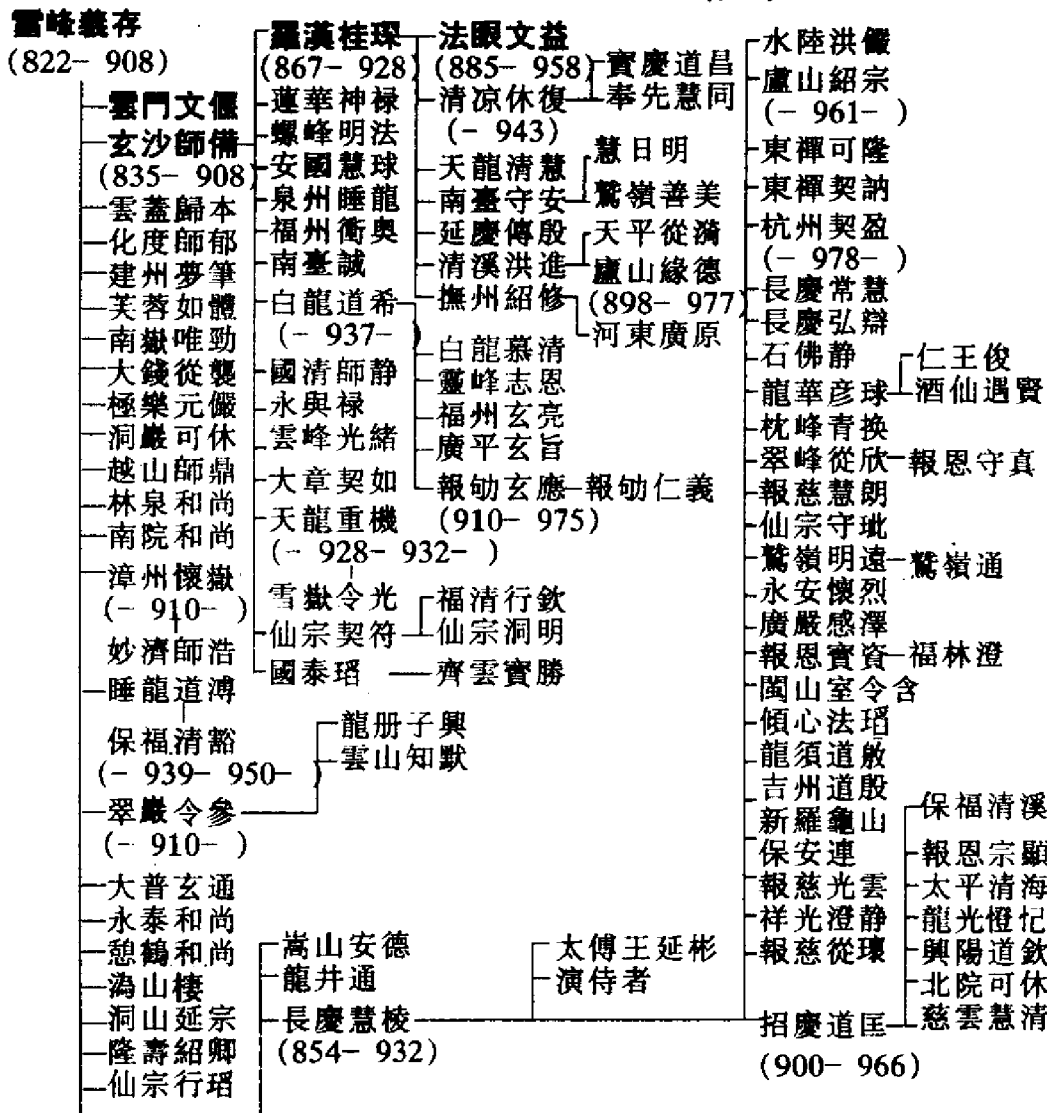 雪峰義存
(822- 908)
雲門文偃
玄沙師備
(835- 908)
雲蓋歸本
化度師郁
建州夢筆
芙蓉如體
南嶽唯勁
大錢從襲
極樂元儼
洞巖可休
越山師鼎
林泉和尚
南院和尚
漳州懷嶽
(- 910- )
妙濟師浩
睡龍道溥
保福清豁
(- 939- 950- )
翠巖令參
(- 910- )
大普玄通
永泰和尚
憩鶴和尚
溈山棲
洞山延宗
隆壽紹卿
仙宗行瑫
羅漢桂琛
(867- 928)
蓮華神禄
螺峰明法
安國慧球
泉州睡龍
福州衝奥
南臺誠
白龍道希
(- 937- )
國清師静
永興禄
雲峰光緒
大章契如
天龍重機
(- 928- 932- )
雪嶽令光
仙宗契符
國泰瑫
龍册子興
雲山知默
嵩山安德
龍井通
長慶慧棱
(854- 932)
法眼文益
(885- 958)
清凉休復
(- 943)
天龍清慧
南臺守安
延慶傳殷
清溪洪進
撫州紹修
白龍慕清
靈峰志恩
福州玄亮
廣平玄旨
報劬玄應
(910- 975)
福清行欽
仙宗洞明
齊雲寶勝
寶慶道昌
奉先慧同
慧日明
鷲嶺善美
天平從漪
廬山緣德
(898- 977)
河東廣原
報劬仁義
太傅王延彬
演侍者
水陸洪儼
廬山紹宗
(- 961- )
東禪可隆
東禪契訥
杭州契盈
(- 978- )
長慶常慧
長慶弘辯
石佛静
龍華彦球
枕峰青换
翠峰從欣
報慈慧朗
仙宗守玼
鷲嶺明遠
永安懷烈
廣嚴感澤
報恩寶資
閩山室令含
傾心法瑫
龍須道殷
吉州道殷
新羅龜山
保安連
報慈光雲
祥光澄静
報慈從瓌
招慶道匡
(900- 966)
仁王俊
酒仙遇賢
報恩守真
鷲嶺通
福林澄
保福清溪
報恩宗顯
太平清海
龍光憕忋
興陽道欽
北院可休
慈雲慧清